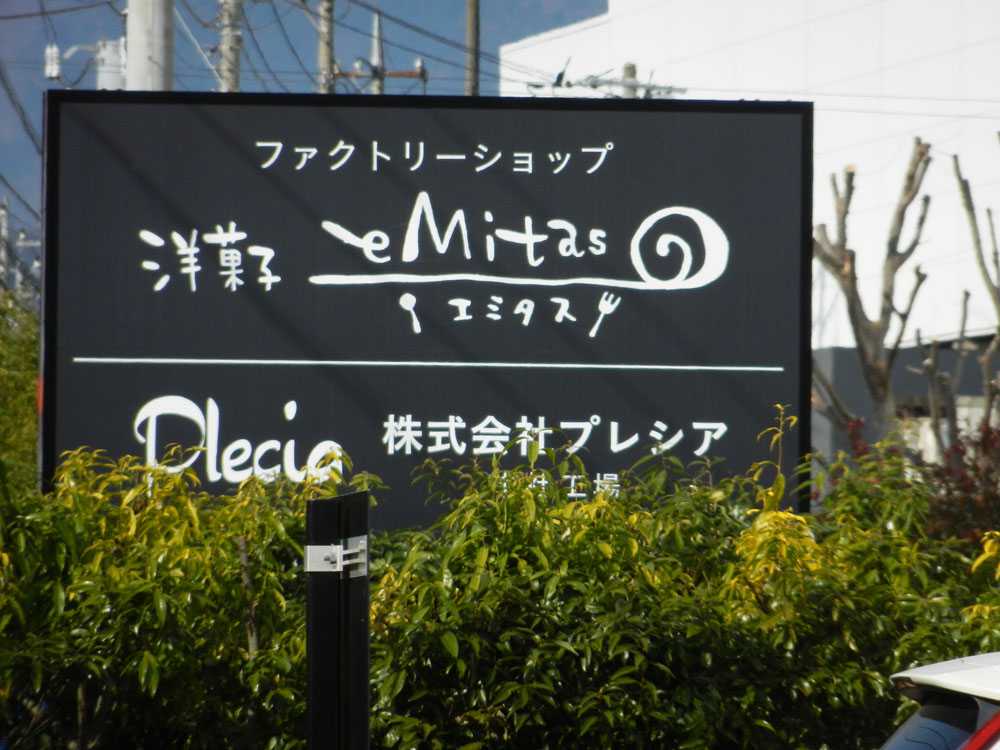 ファクトリーショップ
洋菓子 eMitas
エミタス
Plecia 株式会社プレシア
工場